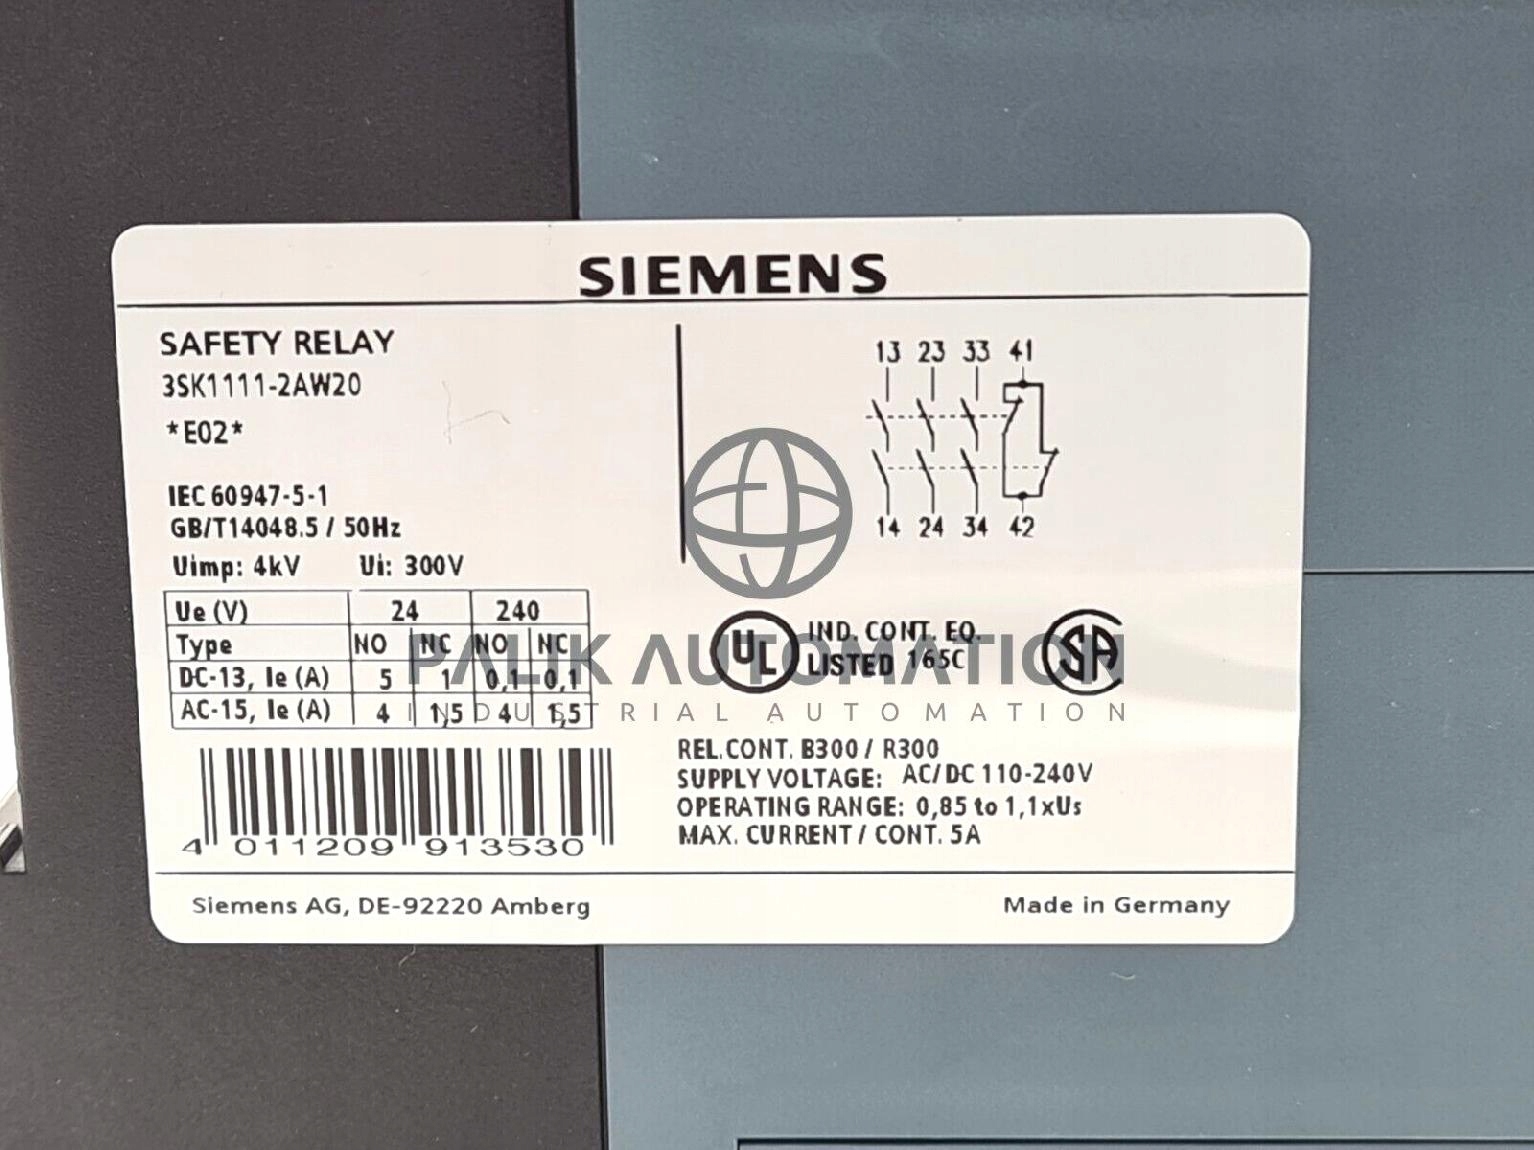 SIEMENS
SAFETY RELAY
3SK1111-2AW20
*E02*
IEC 60947-5-1
GB/T14048.5 / 50Hz
Uimp: 4kV Ui: 300V
Ue (V) 24 240
Type NO NC NO NC
DC-13, Ie (A) 5 1 0,1 0,1
AC-15, Ie (A) 4 1,5 4 1,5
4 011209 913530
13 23 33 41
14 24 34 42
UL IND. CONT. EQ.
LISTED 165C
SA
PALIK AUTOMATION
INDUSTRIAL AUTOMATION
REL.CONT. B300 / R300
SUPPLY VOLTAGE: AC/DC 110-240V
OPERATING RANGE: 0,85 to 1,1xUs
MAX. CURRENT / CONT. 5A
Siemens AG, DE-92220 Amberg
Made in Germany